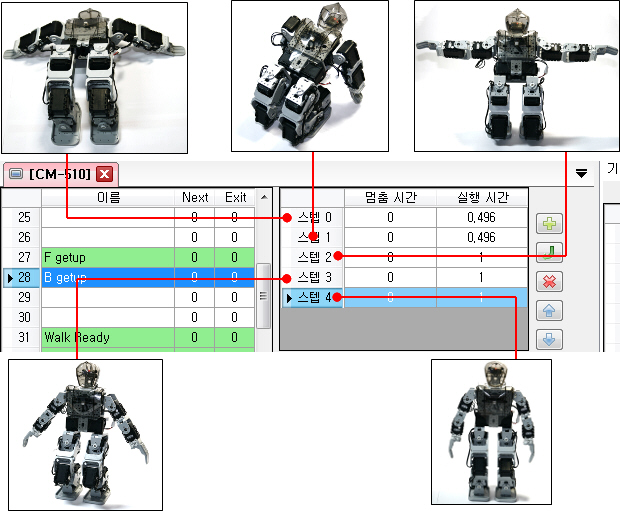 [CM-510]
이름 Next Exit
멈춤 시간 실행 시간
기
25 0 0
스텝 0 0 0,496
26 0 0
스텝 1 0 0,496
27 F getup 0 0
스텝 2 0 1
28 B getup 0 0
스텝 3 0 1
29 0 0
스텝 4 0 1
30 0 0
31 Walk Ready 0 0